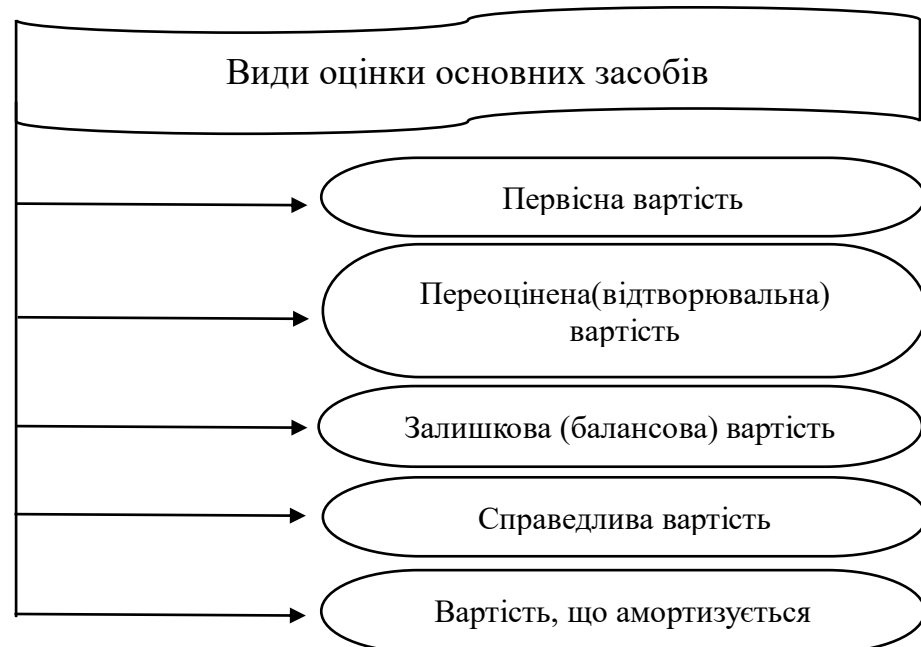 Види оцінки основних засобів
Первісна вартість
Переоцінена(відтворювальна)
вартість
Залишкова (балансова) вартість
Справедлива вартість
Вартість, що амортизується